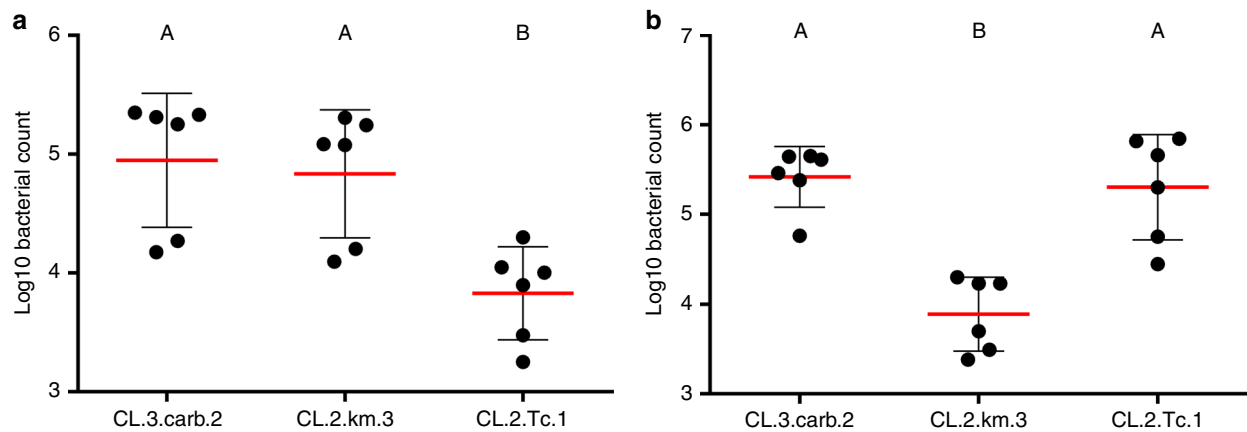 a
A A B
Log10 bacterial count
6
5
4
3
CL.3.carb.2 CL.2.km.3 CL.2.Tc.1
b
A B A
Log10 bacterial count
7
6
5
4
3
CL.3.carb.2 CL.2.km.3 CL.2.Tc.1